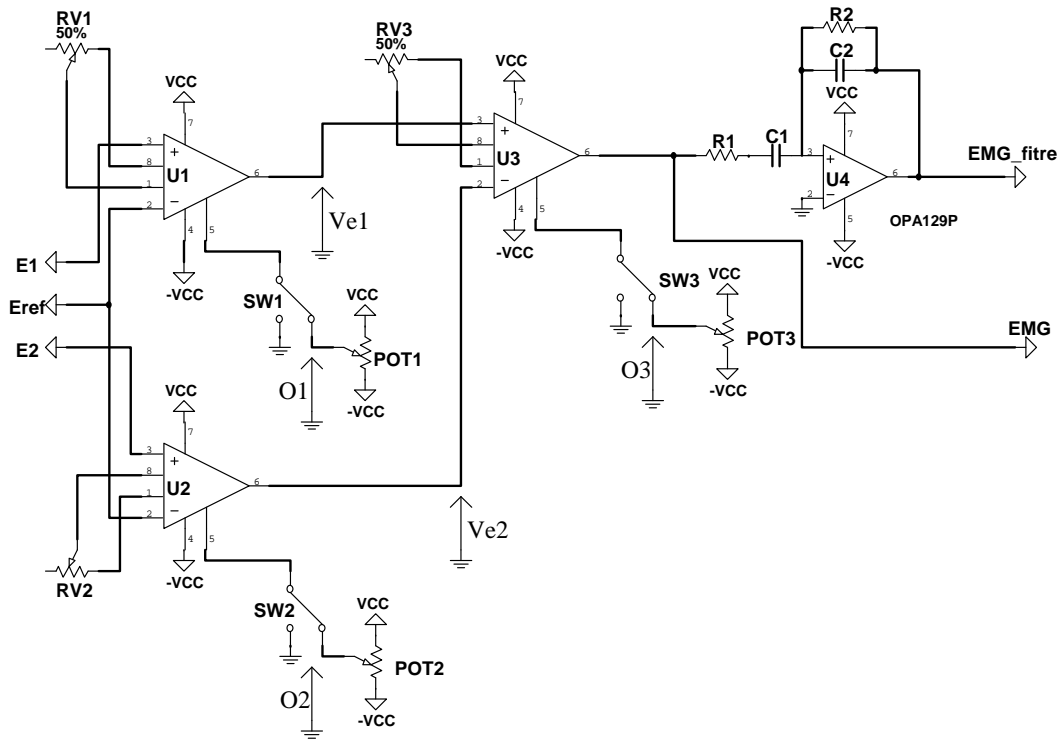 RV1
50%
VCC
7
3
8
1
2
+
U1
−
6
4
5
-VCC
Ve1
E1
Eref
E2
SW1
VCC
POT1
-VCC
O1
VCC
7
3
8
1
2
+
U2
−
6
4
5
-VCC
RV2
Ve2
SW2
VCC
POT2
-VCC
O2
RV3
50%
VCC
7
3
8
1
2
+
U3
−
6
4
5
-VCC
SW3
VCC
POT3
-VCC
O3
R1
C1
R2
C2
VCC
7
3
2
+
U4
−
6
5
-VCC
OPA129P
EMG_fitre
EMG